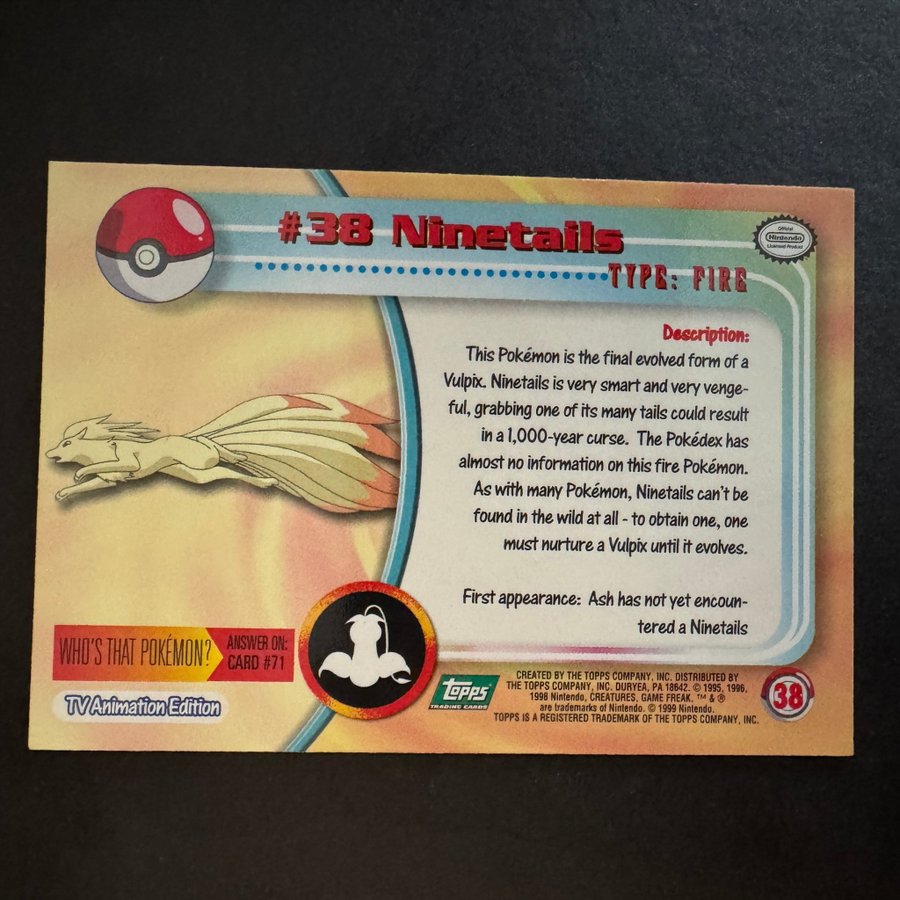 #38 Ninetails
Official
Nintendo
Licensed Product
TYPE: FIRE
Description:
This Pokémon is the final evolved form of a
Vulpix. Ninetails is very smart and very venge-
ful, grabbing one of its many tails could result
in a 1,000-year curse. The Pokédex has
almost no information on this fire Pokémon.
As with many Pokémon, Ninetails can't be
found in the wild at all - to obtain one, one
must nurture a Vulpix until it evolves.
First appearance: Ash has not yet encoun-
tered a Ninetails
WHO'S THAT POKÉMON?
ANSWER ON:
CARD #71
TV Animation Edition
Topps
TRADING CARDS
CREATED BY THE TOPPS COMPANY, INC. DISTRIBUTED BY
THE TOPPS COMPANY, INC. DURYEA, PA 18642. © 1995, 1996,
1998 Nintendo, CREATURES, GAME FREAK. ™ & ®
are trademarks of Nintendo. © 1999 Nintendo.
TOPPS IS A REGISTERED TRADEMARK OF THE TOPPS COMPANY, INC.
38